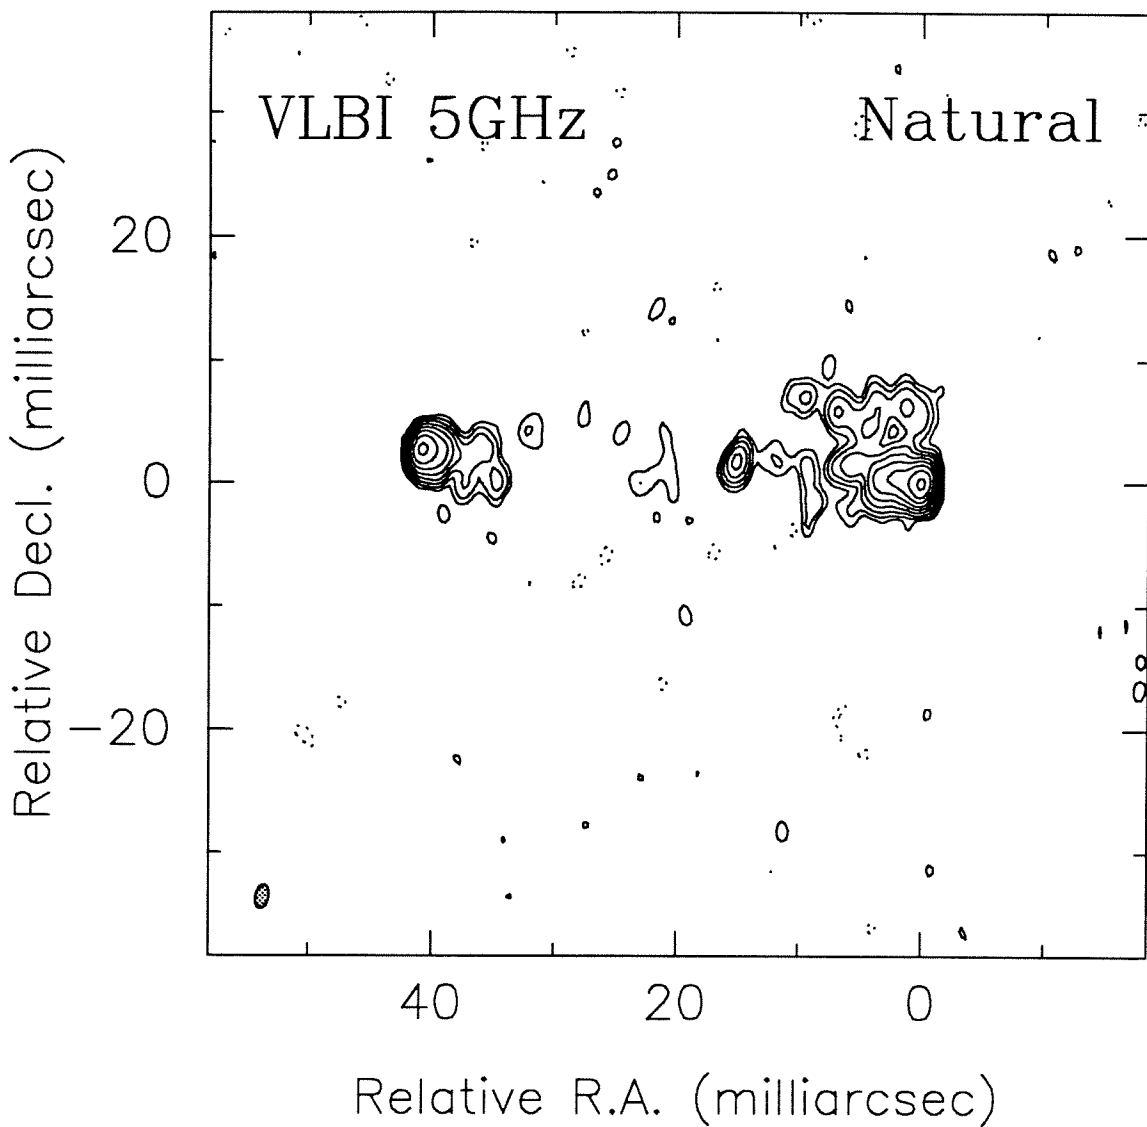 VLBI 5GHz Natural
Relative Decl. (milliarcsec)
20
0
−20
40 20 0
Relative R.A. (milliarcsec)